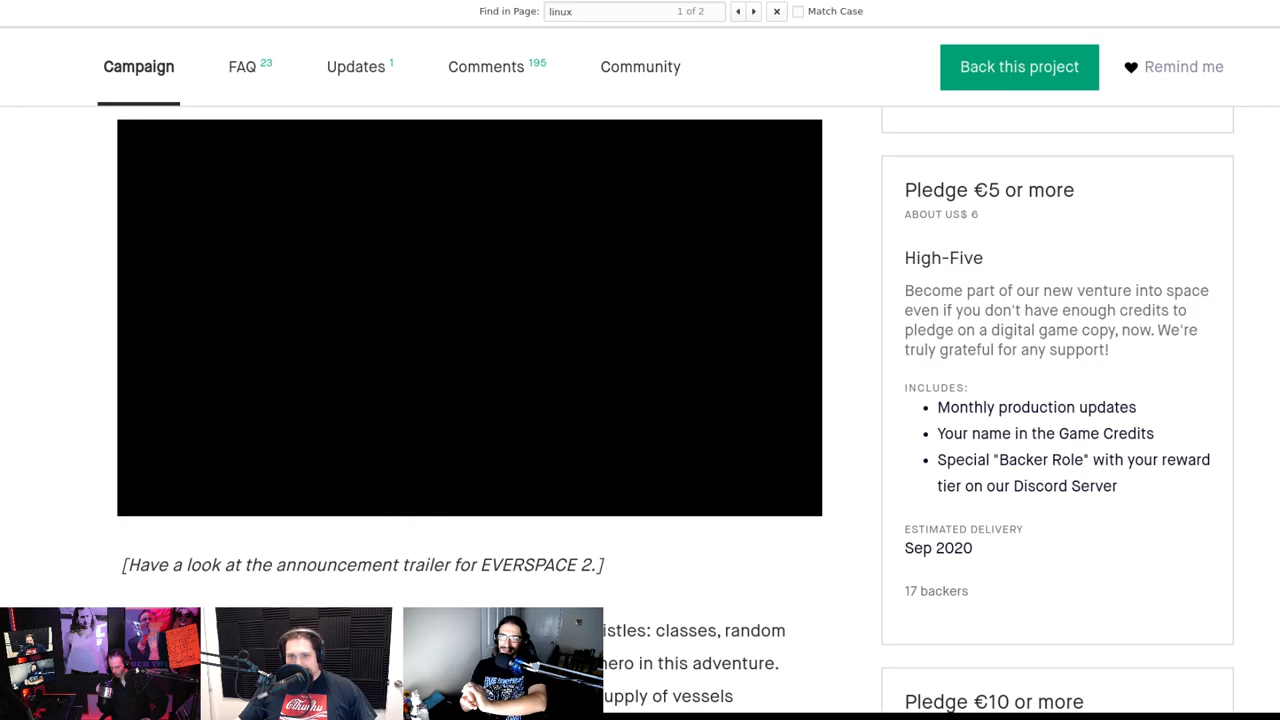 Find in Page: linux 1 of 2 Match Case
Campaign FAQ 23 Updates 1 Comments 195 Community Back this project Remind me
Pledge €5 or more
ABOUT US$ 6
High-Five
Become part of our new venture into space
even if you don't have enough credits to
pledge on a digital game copy, now. We're
truly grateful for any support!
INCLUDES:
• Monthly production updates
• Your name in the Game Credits
• Special "Backer Role" with your reward
tier on our Discord Server
ESTIMATED DELIVERY
Sep 2020
17 backers
Pledge €10 or more
[Have a look at the announcement trailer for EVERSPACE 2.]
istles: classes, random
hero in this adventure.
upply of vessels